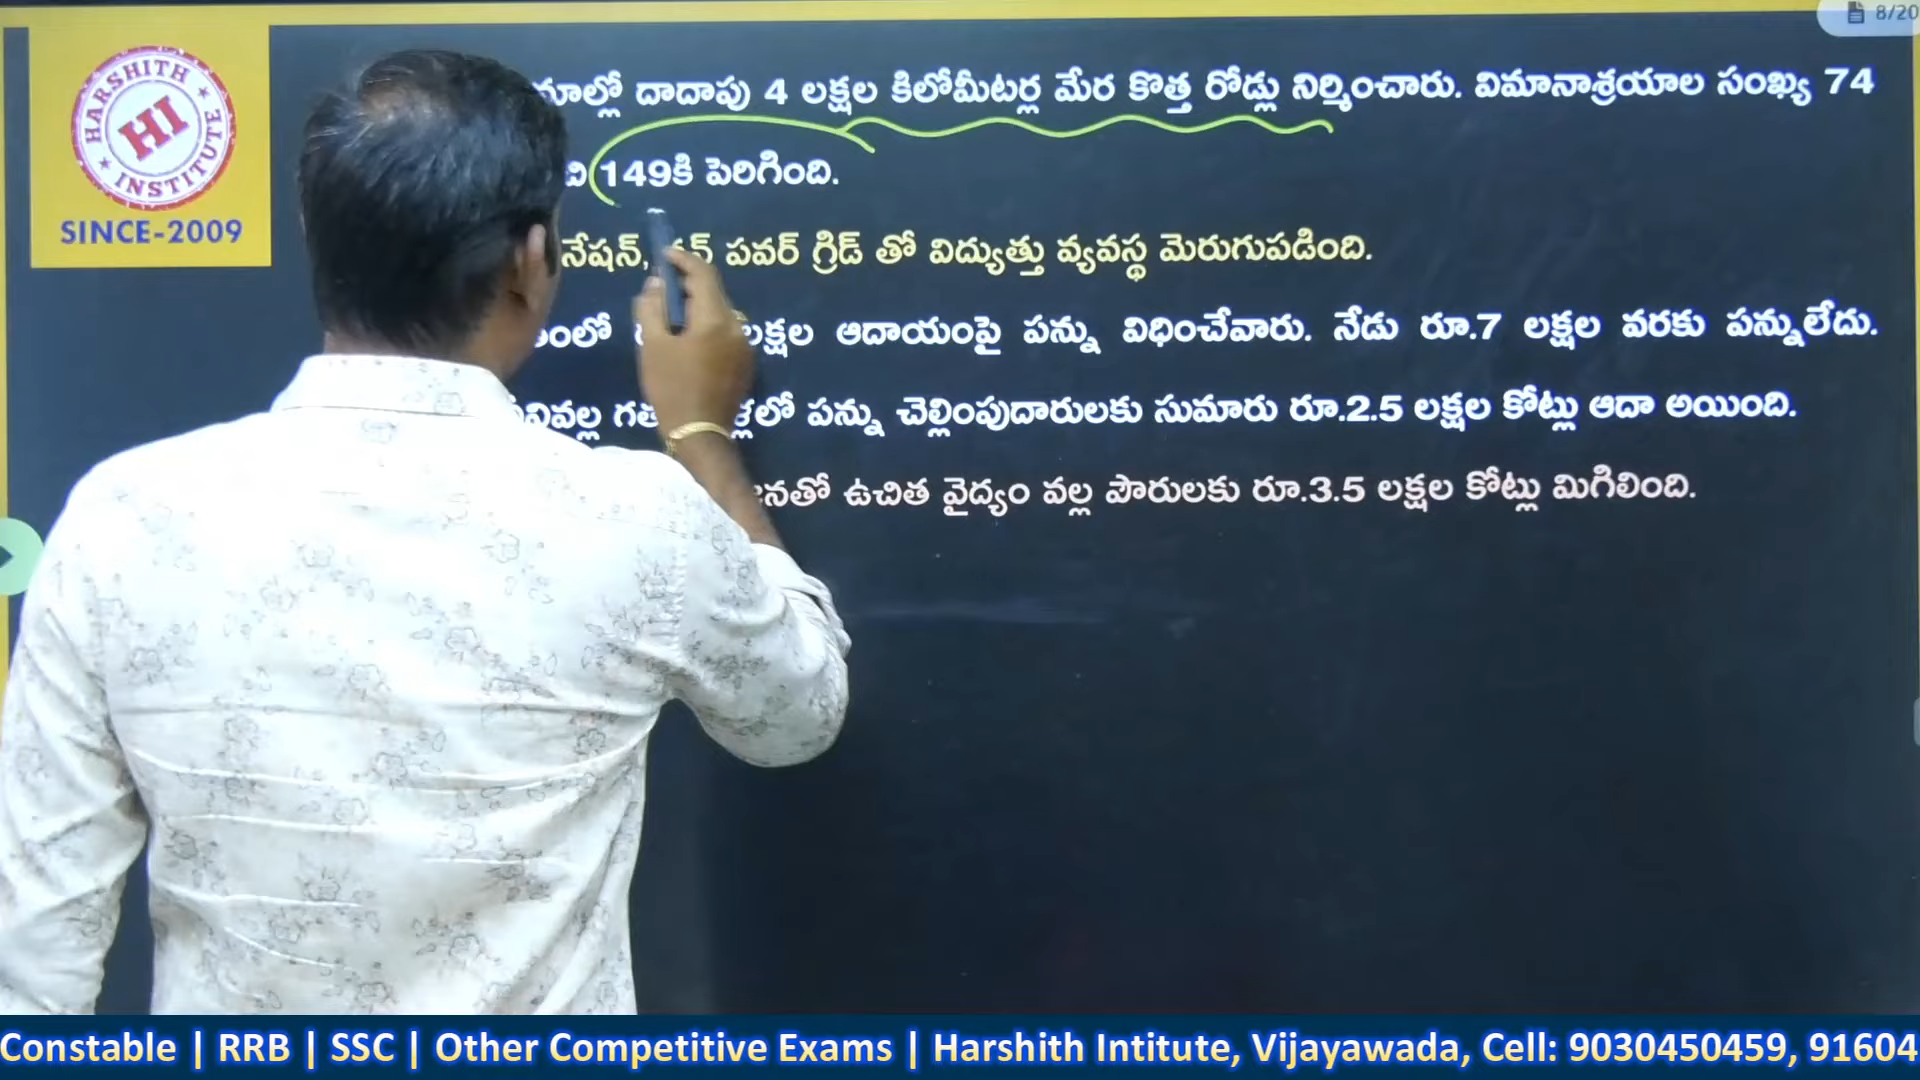 8/20
HARSHITH
HI
INSTITUTE
SINCE-2009
దాదాపు 4 లక్షల కిలోమీటర్ల మేర కొత్త రోడ్లు నిర్మించారు. విమానాశ్రయాల సంఖ్య 74
149కి పెరిగింది.
నేషన్, పవర్ గ్రిడ్ తో విద్యుత్తు వ్యవస్థ మెరుగుపడింది.
లక్షల ఆదాయంపై పన్ను విధించేవారు. నేడు రూ.7 లక్షల వరకు పన్నులేదు.
పన్ను చెల్లింపుదారులకు సుమారు రూ.2.5 లక్షల కోట్లు ఆదా అయింది.
ఉచిత వైద్యం వల్ల పౌరులకు రూ.3.5 లక్షల కోట్లు మిగిలింది.
Constable | RRB | SSC | Other Competitive Exams | Harshith Intitute, Vijayawada, Cell: 9030450459, 91604